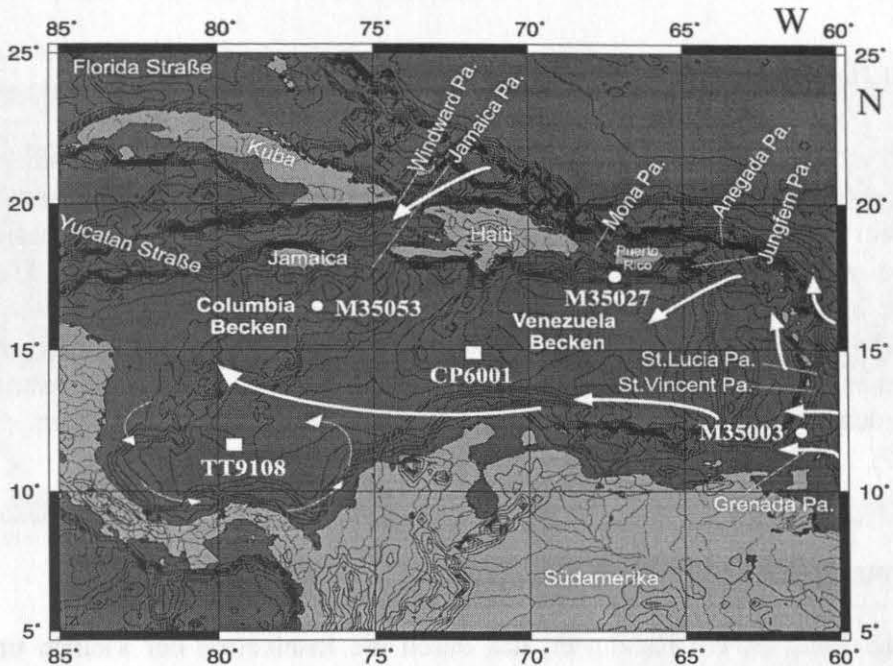 W
85° 80° 75° 70° 65° 60°
25° 25°
Florida Straße
N
Windward Pa.
Jamaica Pa.
Kuba
Mona Pa.
Anegada Pa.
Jungfern Pa.
20° 20°
Yucatan Straße
Jamaica
Haiti
Puerto
Rico
M35027
Columbia
Becken
M35053
Venezuela
Becken
15° 15°
CP6001
St.Lucia Pa.
St.Vincent Pa.
M35003
TT9108
10° 10°
Grenada Pa.
Südamerika
5° 5°
85° 80° 75° 70° 65° 60°